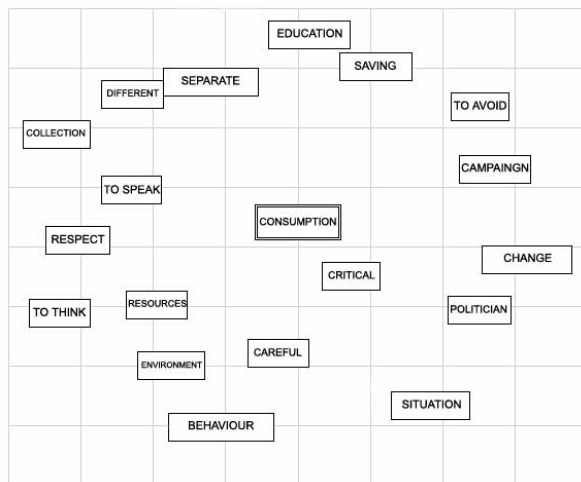 EDUCATION
SAVING
SEPARATE
DIFFERENT
TO AVOID
COLLECTION
CAMPAINGN
TO SPEAK
CONSUMPTION
RESPECT
CHANGE
CRITICAL
RESOURCES
POLITICIAN
TO THINK
CAREFUL
ENVIRONMENT
SITUATION
BEHAVIOUR